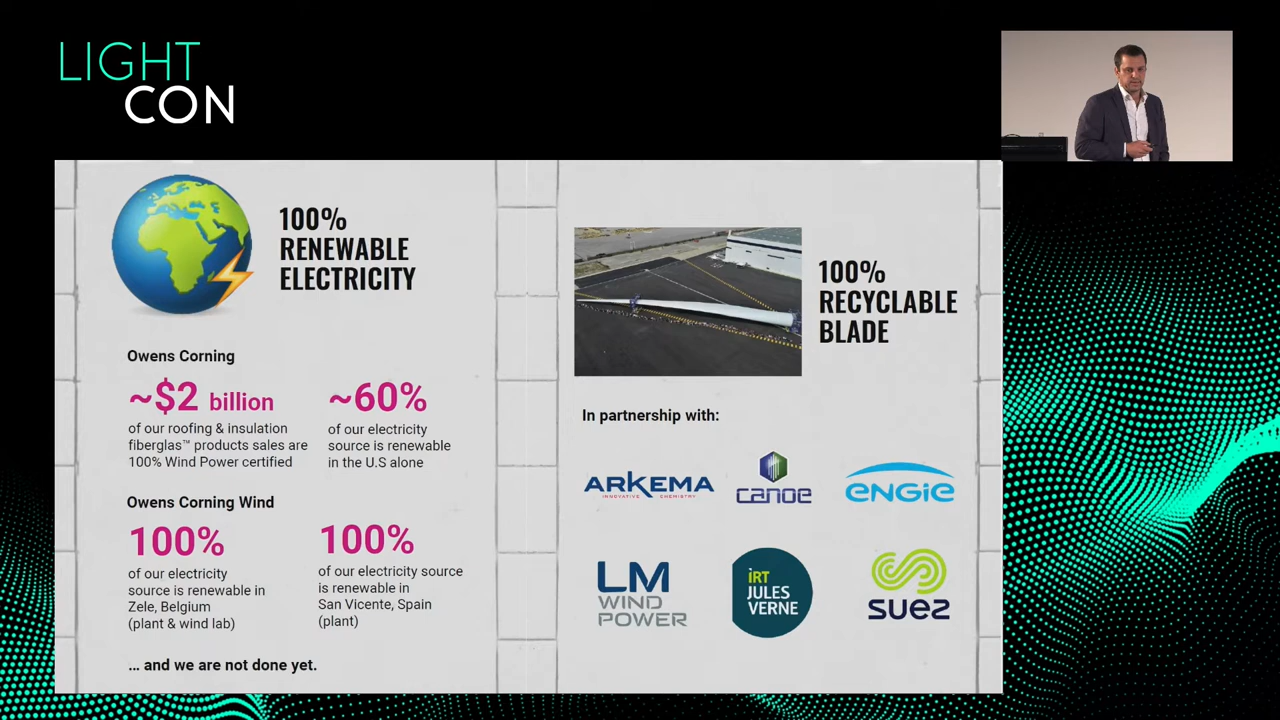 LIGHT
CON
100%
RENEWABLE
ELECTRICITY
Owens Corning
~$2 billion
of our roofing & insulation
fiberglas™ products sales are
100% Wind Power certified
~60%
of our electricity
source is renewable
in the U.S alone
Owens Corning Wind
100%
of our electricity
source is renewable in
Zele, Belgium
(plant & wind lab)
100%
of our electricity source
is renewable in
San Vicente, Spain
(plant)
... and we are not done yet.
100%
RECYCLABLE
BLADE
In partnership with:
ARKEMA
INNOVATIVE CHEMISTRY
canoe
ENGIE
LM
WIND
POWER
iRT
JULES
VERNE
suez